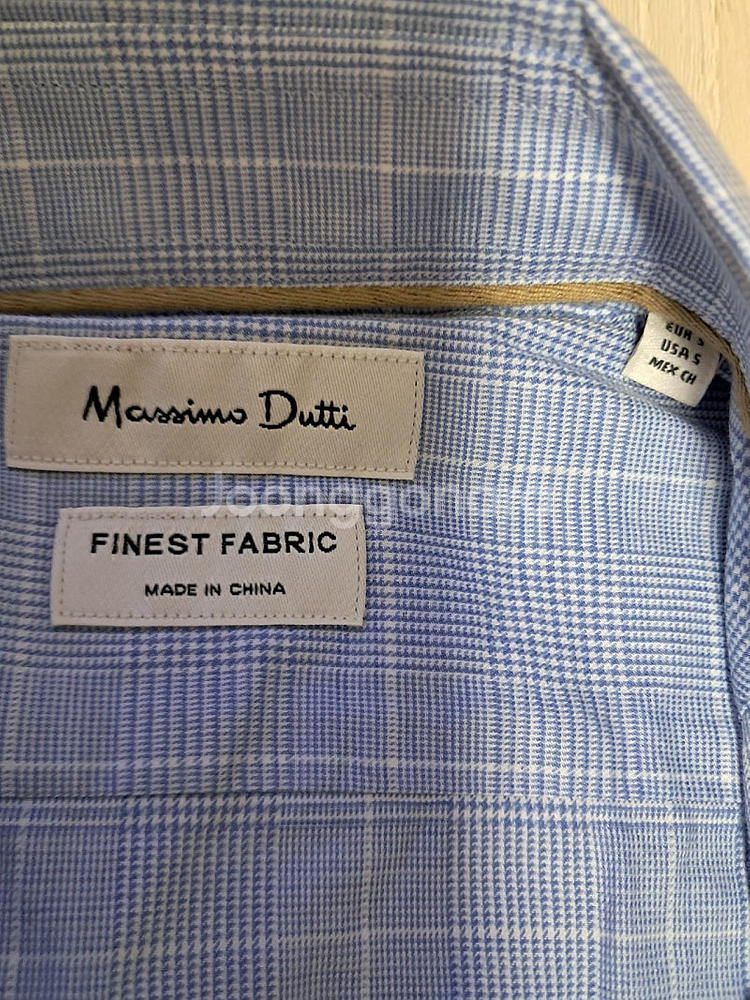 EUR S
USA S
MEX CH
Massimo Dutti
FINEST FABRIC
MADE IN CHINA